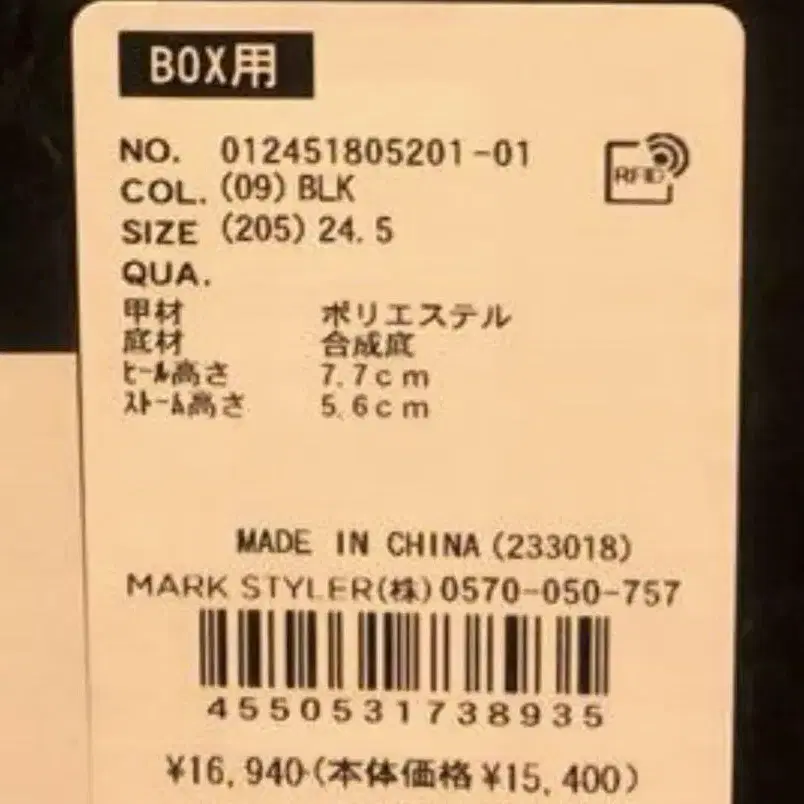 BOX用
NO. 012451805201-01
RFID
COL. (09) BLK
SIZE (205) 24.5
QUA.
甲材 ポリエステル
底材 合成底
ﾋｰﾙ高さ 7.7cm
ｽﾄｰﾑ高さ 5.6cm
MADE IN CHINA (233018)
MARK STYLER(株) 0570-050-757
4550531738935
¥16,940 (本体価格 ¥15,400)